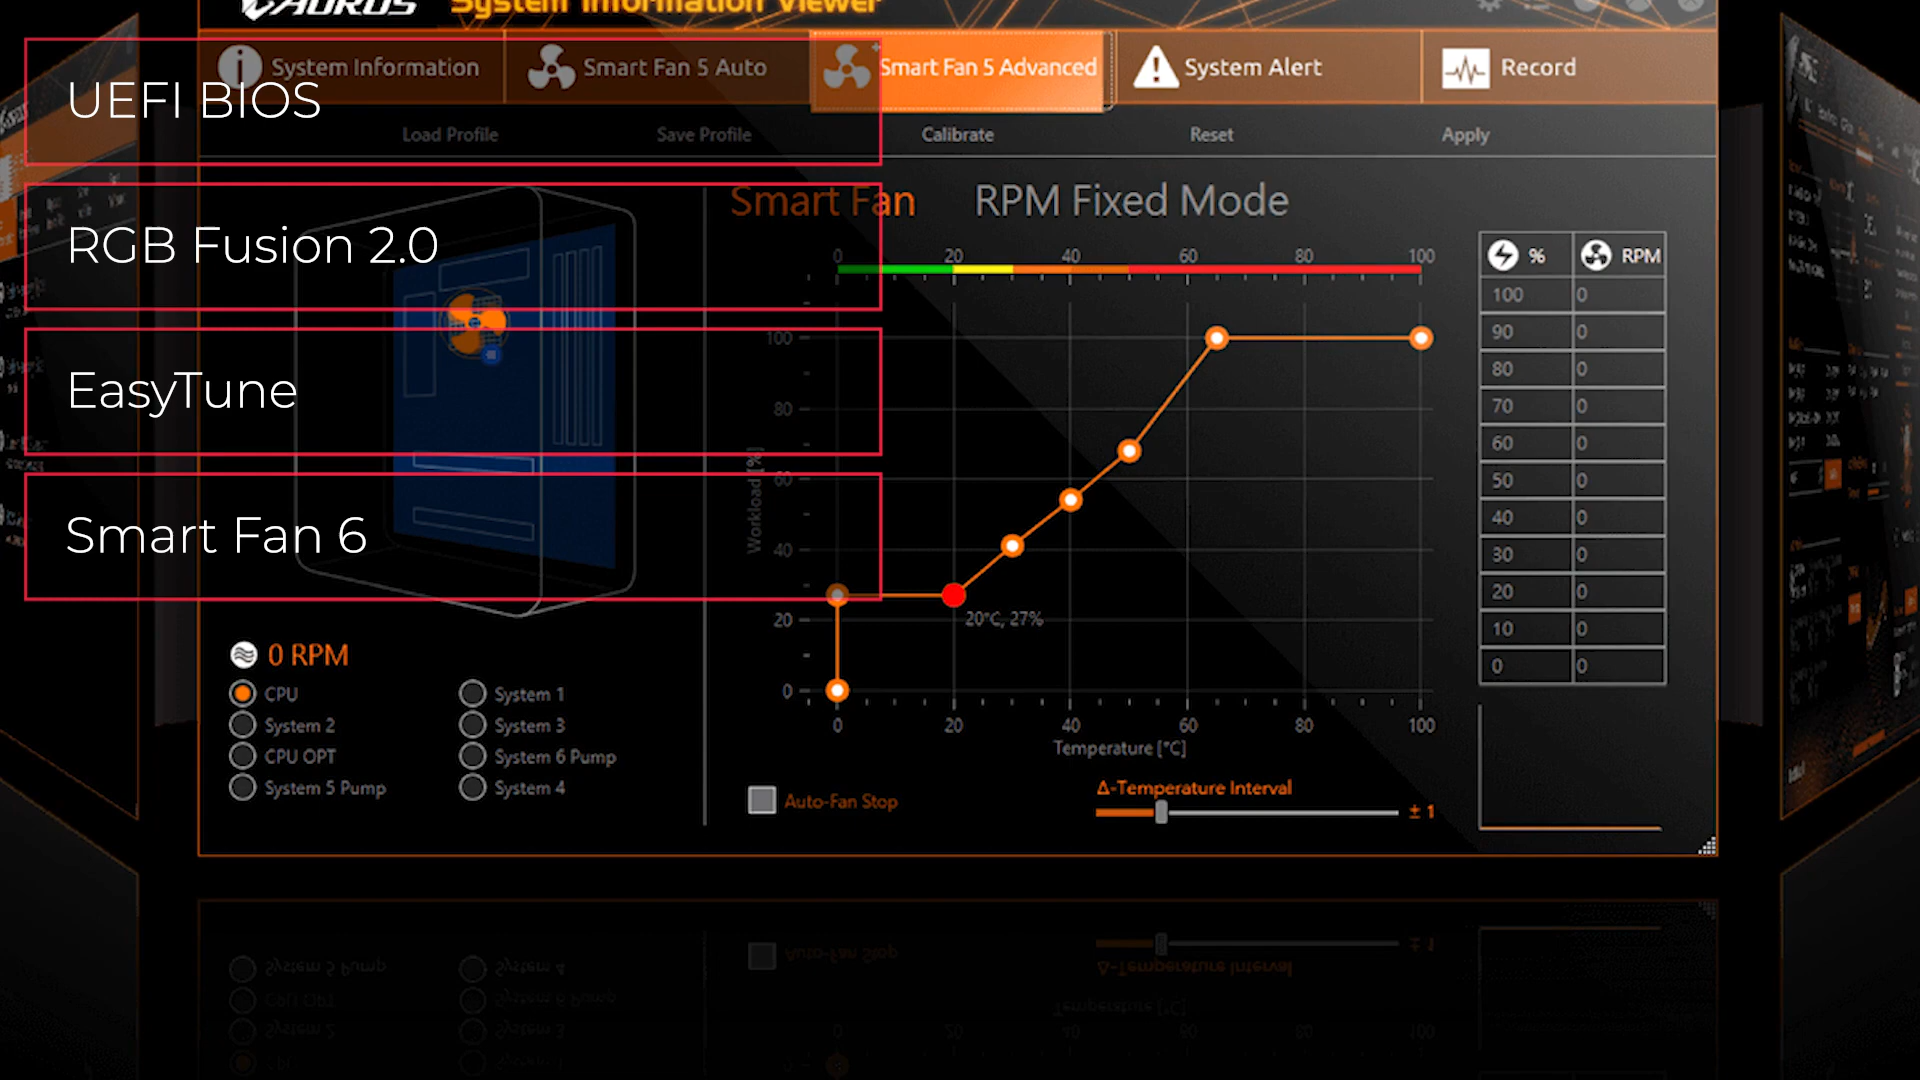 AORUS System Information Viewer
System Information
Smart Fan 5 Auto
Smart Fan 5 Advanced
System Alert
Record
UEFI BIOS
Load Profile
Save Profile
Calibrate
Reset
Apply
Smart Fan
RPM Fixed Mode
RGB Fusion 2.0
0 20 40 60 80 100
% RPM
100 0
90 0
80 0
70 0
60 0
50 0
40 0
30 0
20 0
10 0
0 0
EasyTune
Smart Fan 6
Workload [%]
100
80
60
40
20
0
20°C, 27%
0 20 40 60 80 100
Temperature [°C]
0 RPM
CPU
System 1
System 2
System 3
CPU OPT
System 6 Pump
System 5 Pump
System 4
Auto-Fan Stop
Δ-Temperature Interval
± 1